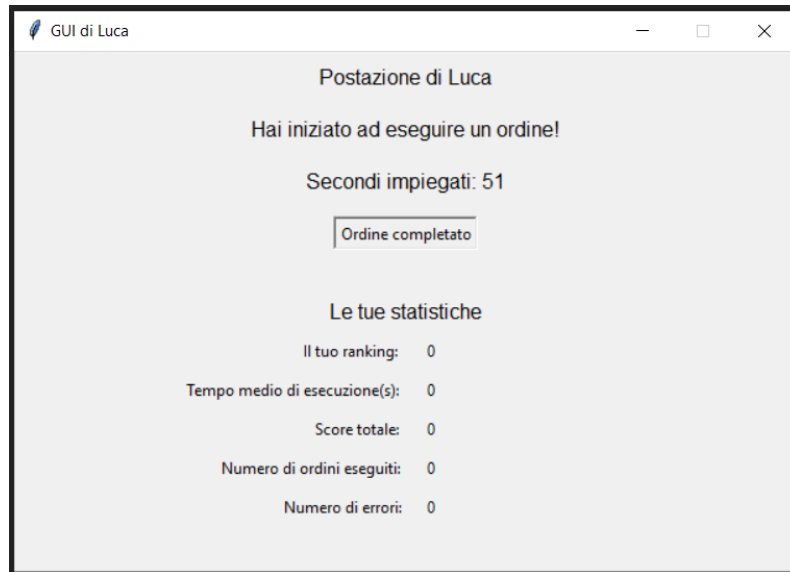 GUI di Luca
Postazione di Luca
Hai iniziato ad eseguire un ordine!
Secondi impiegati: 51
Ordine completato
Le tue statistiche
Il tuo ranking: 0
Tempo medio di esecuzione(s): 0
Score totale: 0
Numero di ordini eseguiti: 0
Numero di errori: 0